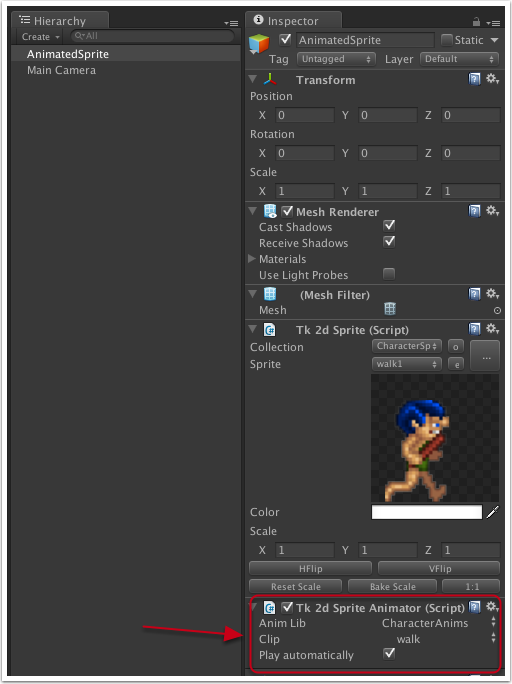 Hierarchy
Create
All
AnimatedSprite
Main Camera
Inspector
AnimatedSprite Static
Tag Untagged Layer Default
Transform
Position
X 0 Y 0 Z 0
Rotation
X 0 Y 0 Z 0
Scale
X 1 Y 1 Z 1
Mesh Renderer
Cast Shadows
Receive Shadows
Materials
Use Light Probes
(Mesh Filter)
Mesh
Tk 2d Sprite (Script)
Collection CharacterSp o ...
Sprite walk1 e
Color
Scale
X 1 Y 1 Z 1
HFlip VFlip
Reset Scale Bake Scale 1:1
Tk 2d Sprite Animator (Script)
Anim Lib CharacterAnims
Clip walk
Play automatically